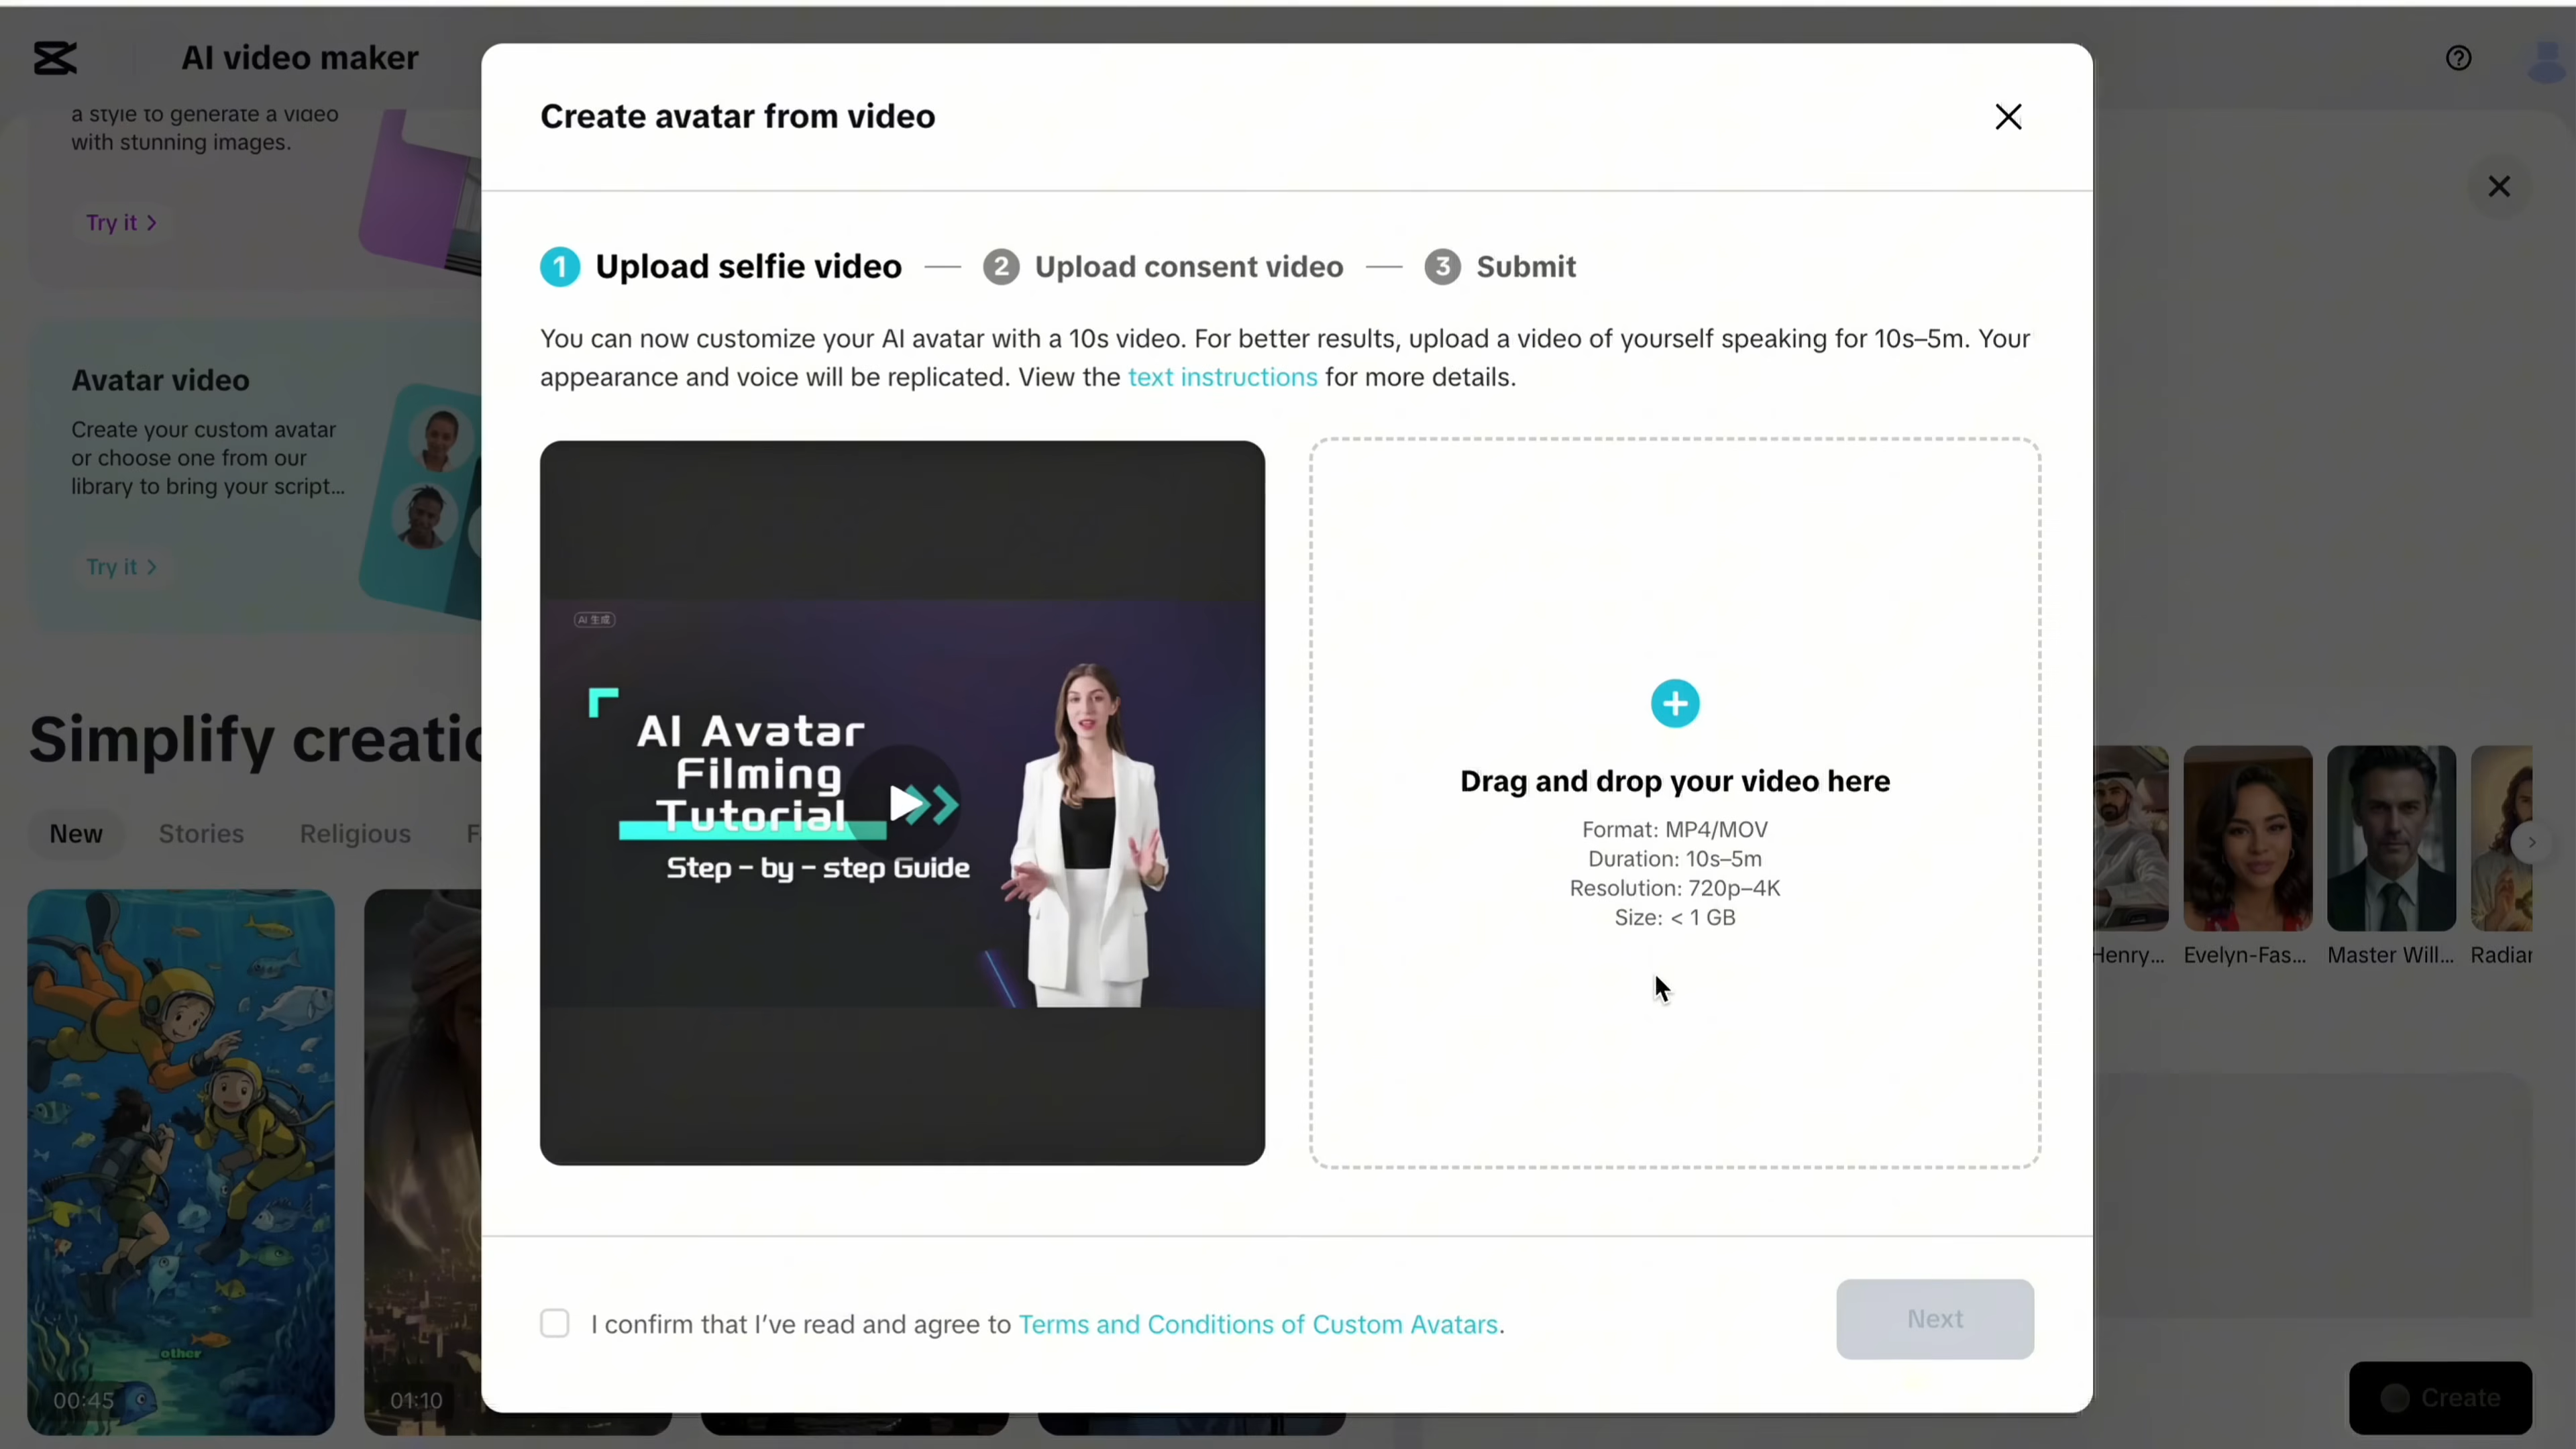 AI video maker
a style to generate a video
with stunning images.
Try it >
Avatar video
Create your custom avatar
or choose one from our
library to bring your script...
Try it >
Simplify creatio
New
Stories
Religious
00:45
other
01:10
Create avatar from video
1 Upload selfie video
2 Upload consent video
3 Submit
You can now customize your AI avatar with a 10s video. For better results, upload a video of yourself speaking for 10s–5m. Your
appearance and voice will be replicated. View the text instructions for more details.
AI 生成
AI Avatar
Filming
Tutorial
Step - by - step Guide
Drag and drop your video here
Format: MP4/MOV
Duration: 10s–5m
Resolution: 720p–4K
Size: < 1 GB
I confirm that I’ve read and agree to Terms and Conditions of Custom Avatars.
Next
Henry...
Evelyn-Fas...
Master Will...
Radian
Create